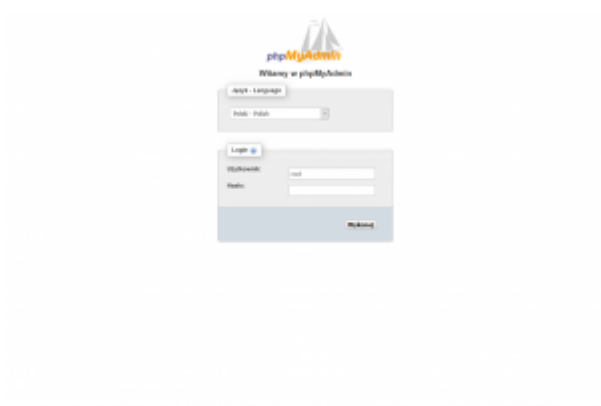 phpMyAdmin
Witamy w phpMyAdmin
Język - Language
Polski - Polish
Login
Użytkownik:
root
Hasło:
Wykonaj